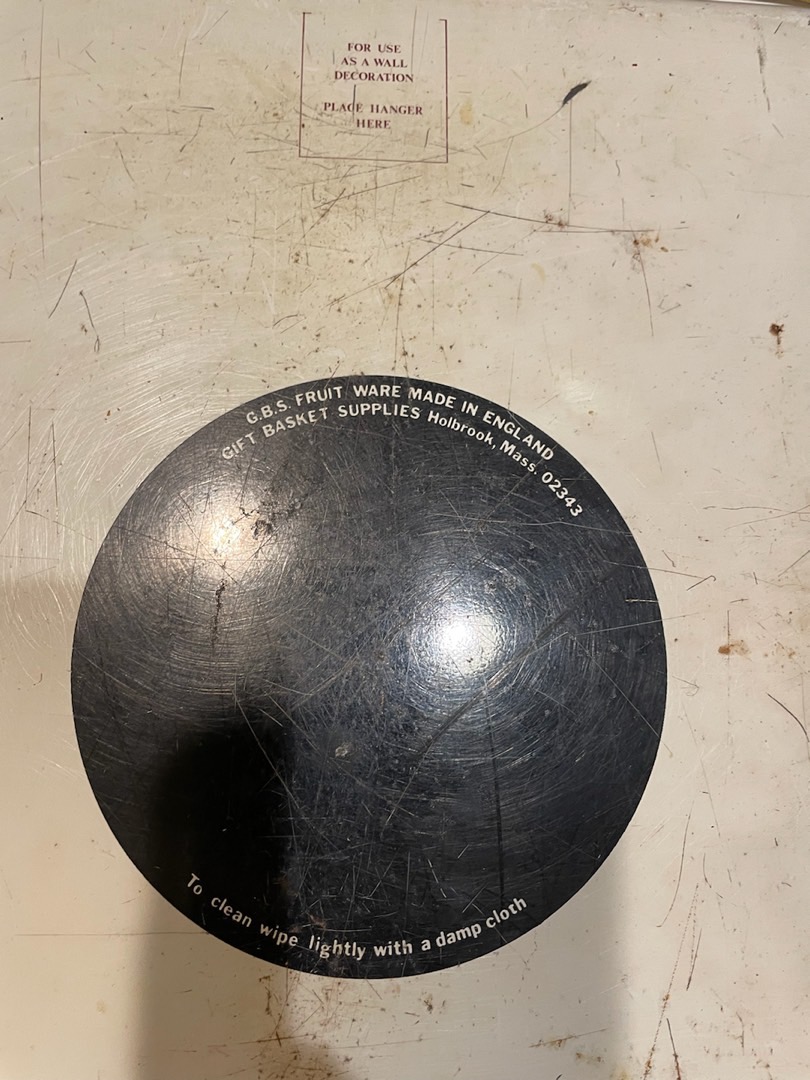 FOR USE
AS A WALL
DECORATION
PLACE HANGER
HERE
G.B.S. FRUIT WARE MADE IN ENGLAND
GIFT BASKET SUPPLIES Holbrook, Mass. 02343
To clean wipe lightly with a damp cloth